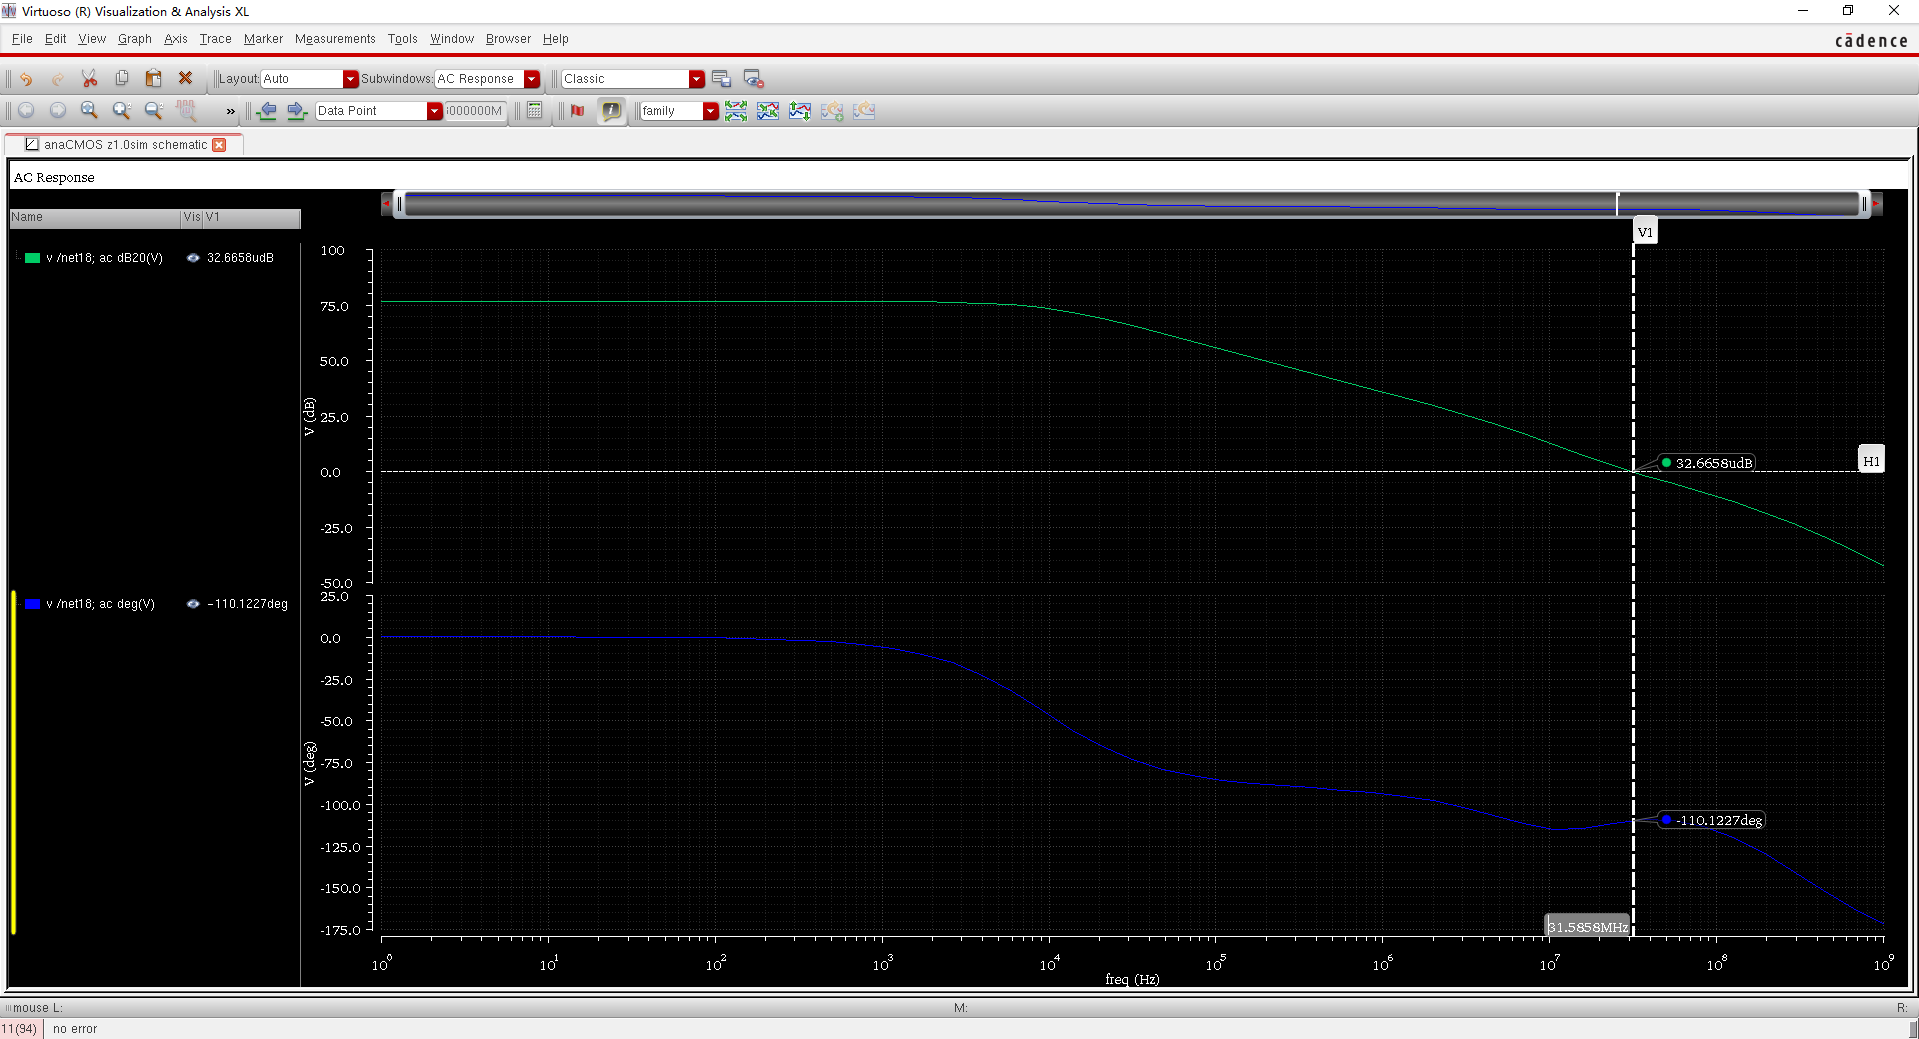 Virtuoso (R) Visualization & Analysis XL
File Edit View Graph Axis Trace Marker Measurements Tools Window Browser Help
cādence
Layout: Auto Subwindows: AC Response Classic
» Data Point i000000M family
anaCMOS z1.0sim schematic
AC Response
Name Vis V1
V1
v /net18; ac dB20(V) 32.6658udB
100
75.0
50.0
25.0
0.0
-25.0
-50.0
V (dB)
32.6658udB
H1
v /net18; ac deg(V) -110.1227deg
25.0
0.0
-25.0
-50.0
-75.0
-100.0
-125.0
-150.0
-175.0
V (deg)
-110.1227deg
31.5858MHz
10^0 10^1 10^2 10^3 10^4 10^5 10^6 10^7 10^8 10^9
freq (Hz)
mouse L: M: R:
11(94) no error